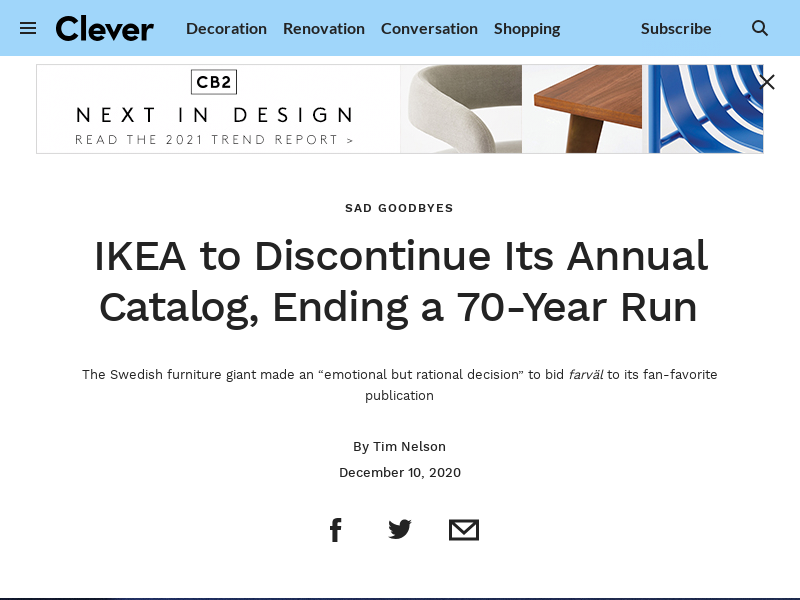 Clever
Decoration Renovation Conversation Shopping
Subscribe
CB2
NEXT IN DESIGN
READ THE 2021 TREND REPORT >
SAD GOODBYES
IKEA to Discontinue Its Annual
Catalog, Ending a 70-Year Run
The Swedish furniture giant made an “emotional but rational decision” to bid farväl to its fan-favorite
publication
By Tim Nelson
December 10, 2020